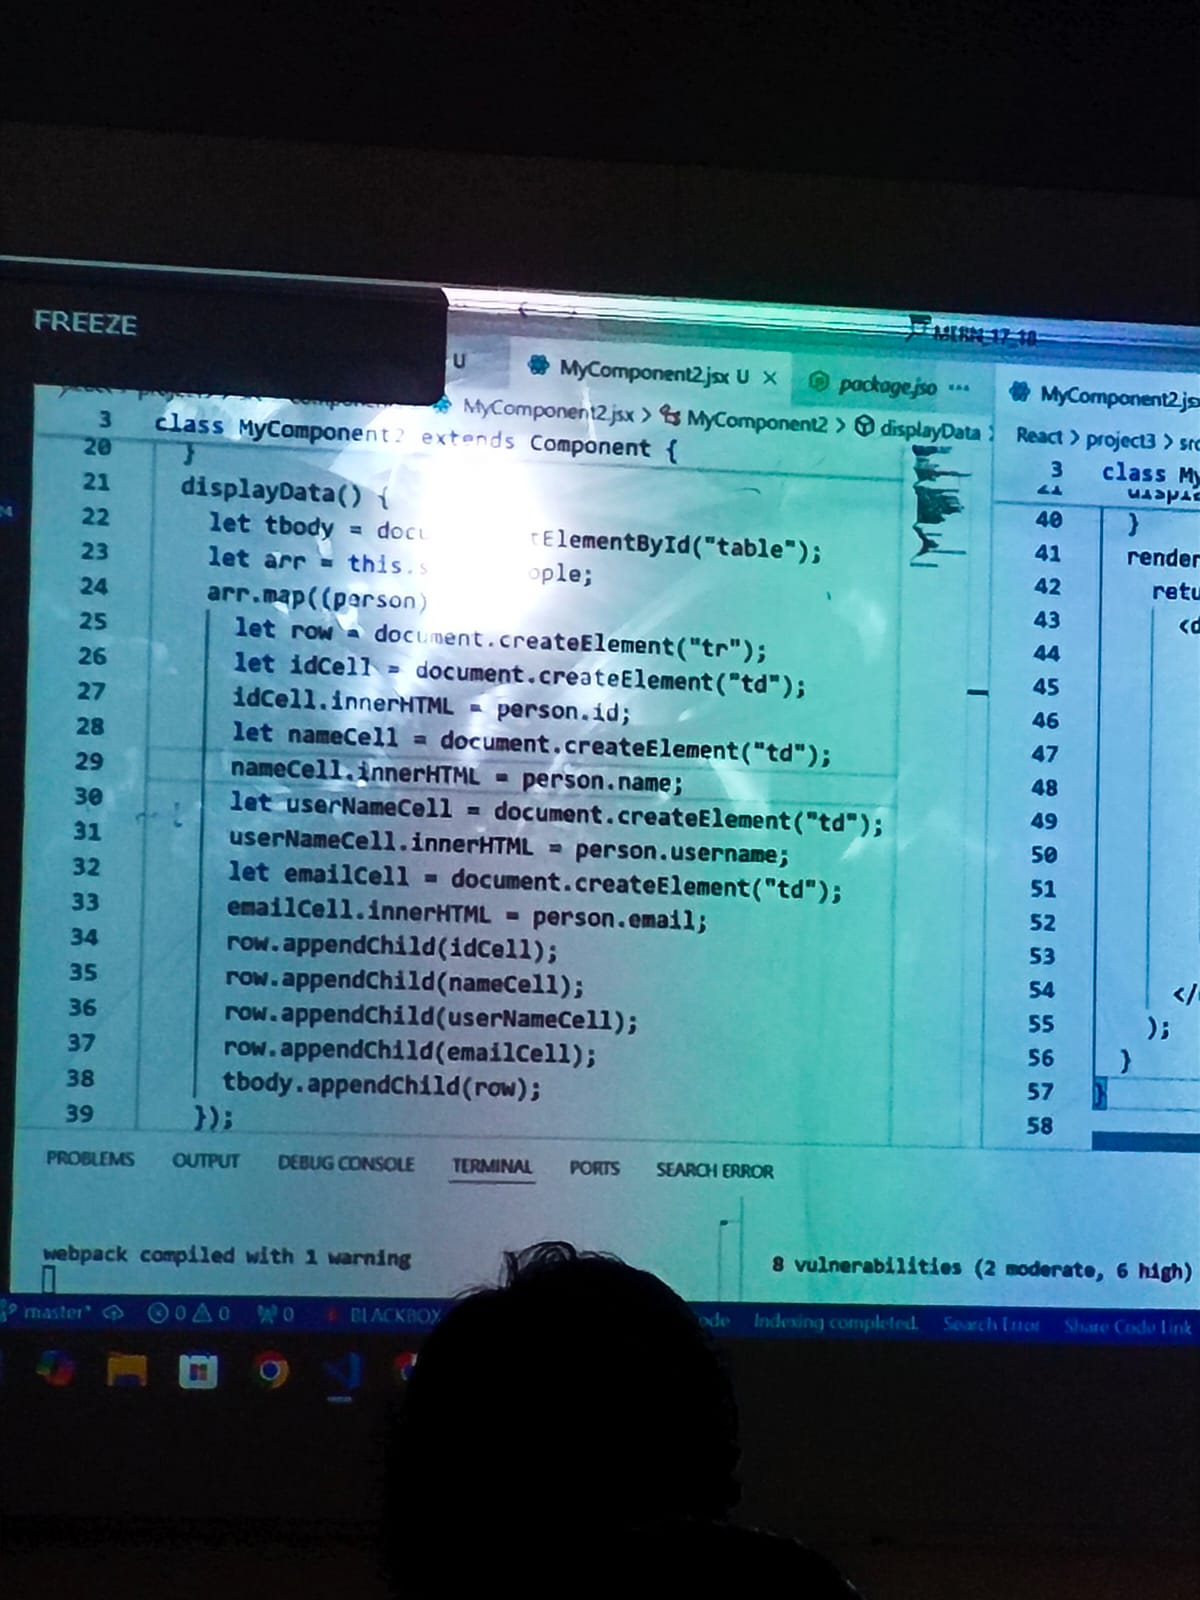 FREEZE
MERN_17_18
U
MyComponent2.jsx U ×
package.jso ...
MyComponent2.js
MyComponent2.jsx > MyComponent2 > displayData
React > project3 > src
3 class MyComponent2 extends Component {
20 }
21 displayData() {
22 let tbody = docu tElementById("table");
23 let arr = this.s ople;
24 arr.map((person)
25 let row = document.createElement("tr");
26 let idCell = document.createElement("td");
27 idCell.innerHTML = person.id;
28 let nameCell = document.createElement("td");
29 nameCell.innerHTML = person.name;
30 let userNameCell = document.createElement("td");
31 userNameCell.innerHTML = person.username;
32 let emailCell = document.createElement("td");
33 emailCell.innerHTML = person.email;
34 row.appendChild(idCell);
35 row.appendChild(nameCell);
36 row.appendChild(userNameCell);
37 row.appendChild(emailCell);
38 tbody.appendChild(row);
39 });
3 class My
40 }
41 render
42 retu
43 <d
44
45
46
47
48
49
50
51
52
53
54 </
55 );
56 }
57 }
58
PROBLEMS OUTPUT DEBUG CONSOLE TERMINAL PORTS SEARCH ERROR
webpack compiled with 1 warning
8 vulnerabilities (2 moderate, 6 high)
master* 0 0 0 BLACKBOX ode Indexing completed. Search Error Share Code Link